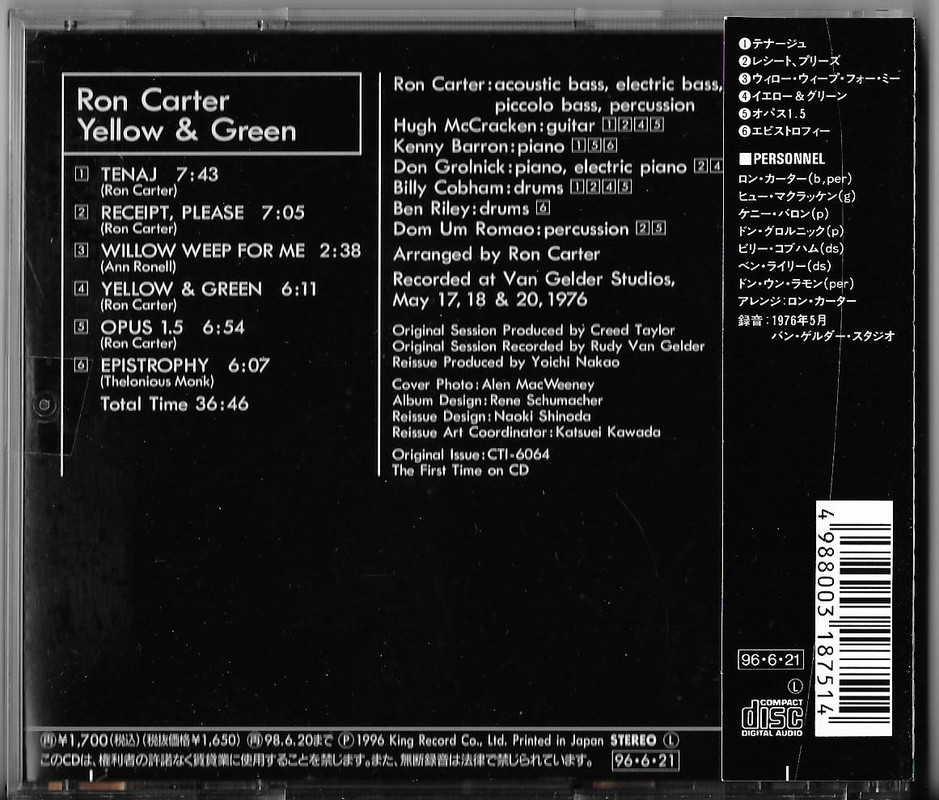 Ron Carter
Yellow & Green
1 TENAJ 7:43
(Ron Carter)
2 RECEIPT, PLEASE 7:05
(Ron Carter)
3 WILLOW WEEP FOR ME 2:38
(Ann Ronell)
4 YELLOW & GREEN 6:11
(Ron Carter)
5 OPUS 1.5 6:54
(Ron Carter)
6 EPISTROPHY 6:07
(Thelonious Monk)
Total Time 36:46
Ron Carter:acoustic bass, electric bass,
piccolo bass, percussion
Hugh McCracken:guitar 1 2 4 5
Kenny Barron:piano 1 5 6
Don Grolnick:piano, electric piano 2 4
Billy Cobham:drums 1 2 4 5
Ben Riley:drums 6
Dom Um Romao:percussion 2 5
Arranged by Ron Carter
Recorded at Van Gelder Studios,
May 17, 18 & 20, 1976
Original Session Produced by Creed Taylor
Original Session Recorded by Rudy Van Gelder
Reissue Produced by Yoichi Nakao
Cover Photo:Alen MacWeeney
Album Design:Rene Schumacher
Reissue Design:Naoki Shinoda
Reissue Art Coordinator:Katsuei Kawada
Original Issue:CTI-6064
The First Time on CD
㊠¥1,700(税込)(税抜価格¥1,650) ㊠98.6.20まで Ⓟ1996 King Record Co., Ltd. Printed in Japan STEREO Ⓛ
このCDは、権利者の許諾なく賃貸業に使用することを禁じます。また、無断録音は法律で禁じられています。 96・6・21
❶テナージュ
❷レシート、プリーズ
❸ウィロー・ウィープ・フォー・ミー
❹イエロー&グリーン
❺オパス1.5
❻エピストロフィー
■PERSONNEL
ロン・カーター(b,per)
ヒュー・マクラッケン(g)
ケニー・バロン(p)
ドン・グロルニック(p)
ビリー・コブハム(ds)
ベン・ライリー(ds)
ドン・ウン・ラモン(per)
アレンジ:ロン・カーター
録音:1976年5月
バン・ゲルダー・スタジオ
4 988003 187514
96・6・21
Ⓛ
COMPACT
disc
DIGITAL AUDIO